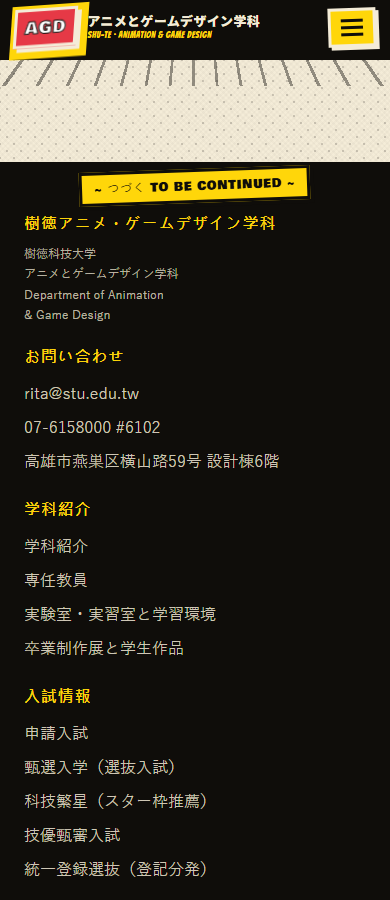 AGD
アニメとゲームデザイン学科
SHU-TE・ANIMATION & GAME DESIGN
~ つづく TO BE CONTINUED ~
樹徳アニメ・ゲームデザイン学科
樹徳科技大学
アニメとゲームデザイン学科
Department of Animation
& Game Design
お問い合わせ
rita@stu.edu.tw
07-6158000 #6102
高雄市燕巣区横山路59号 設計棟6階
学科紹介
学科紹介
専任教員
実験室・実習室と学習環境
卒業制作展と学生作品
入試情報
申請入試
甄選入学（選抜入試）
科技繁星（スター枠推薦）
技優甄審入試
統一登録選抜（登記分発）